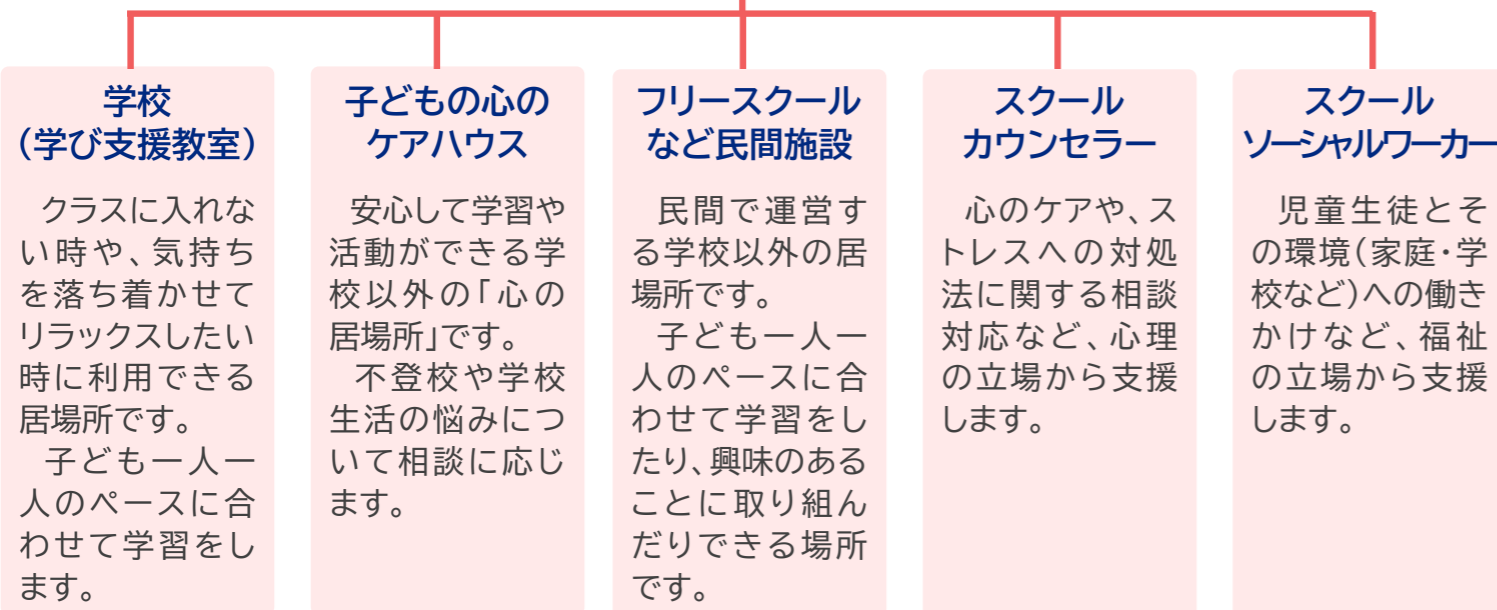 学校
（学び支援教室）
クラスに入れな
い時や、気持ち
を落ち着かせて
リラックスしたい
時に利用できる
居場所です。
子ども一人一
人のペースに合
わせて学習をし
ます。
子どもの心の
ケアハウス
安心して学習や
活動ができる学
校以外の「心の
居場所」です。
不登校や学校
生活の悩みにつ
いて相談に応じ
ます。
フリースクール
など民間施設
民間で運営す
る学校以外の居
場所です。
子ども一人一
人のペースに合
わせて学習をし
たり、興味のある
ことに取り組ん
だりできる場所
です。
スクール
カウンセラー
心のケアや、ス
トレスへの対処
法に関する相談
対応など、心理
の立場から支援
します。
スクール
ソーシャルワーカー
児童生徒とそ
の環境（家庭・学
校など）への働き
かけなど、福祉
の立場から支援
します。